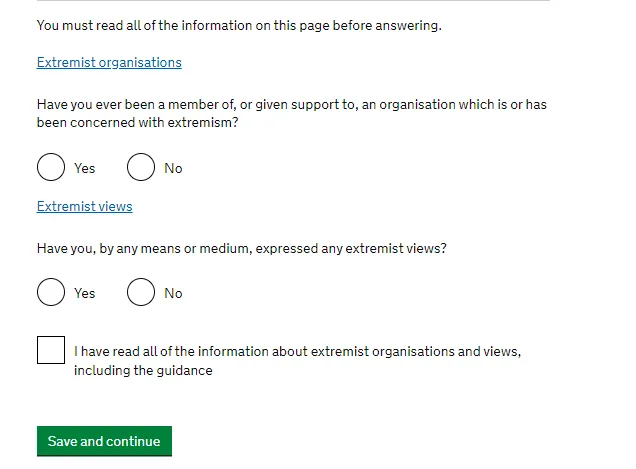 You must read all of the information on this page before answering.
Extremist organisations
Have you ever been a member of, or given support to, an organisation which is or has
been concerned with extremism?
Yes No
Extremist views
Have you, by any means or medium, expressed any extremist views?
Yes No
I have read all of the information about extremist organisations and views,
including the guidance
Save and continue